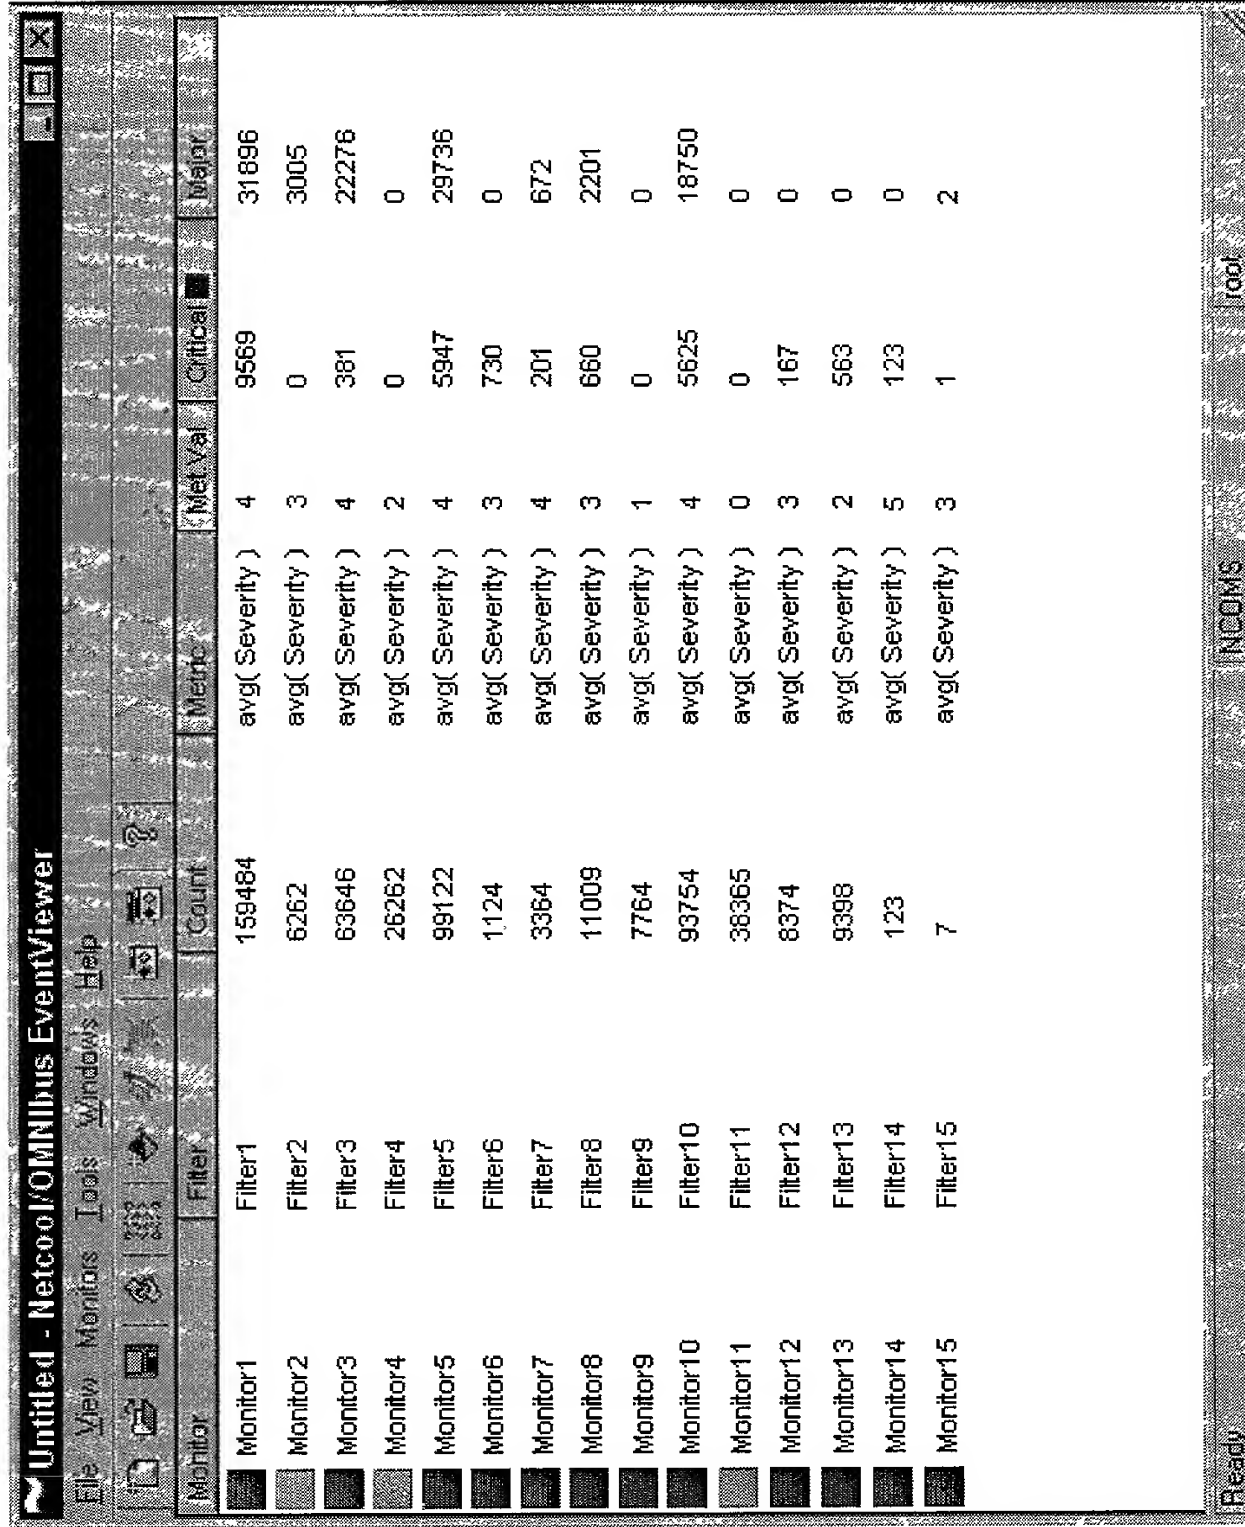 Untitled - Netcool/OMNIbus EventViewer
File View Monitors Tools Windows Help
Monitor Filter Count Metric Met Val Critical Major
Monitor1 Filter1 159484 avg( Severity ) 4 9569 31896
Monitor2 Filter2 6262 avg( Severity ) 3 0 3005
Monitor3 Filter3 63646 avg( Severity ) 4 381 22276
Monitor4 Filter4 26262 avg( Severity ) 2 0 0
Monitor5 Filter5 99122 avg( Severity ) 4 5947 29736
Monitor6 Filter6 1124 avg( Severity ) 3 730 0
Monitor7 Filter7 3364 avg( Severity ) 4 201 672
Monitor8 Filter8 11009 avg( Severity ) 3 660 2201
Monitor9 Filter9 7764 avg( Severity ) 1 0 0
Monitor10 Filter10 93754 avg( Severity ) 4 5625 18750
Monitor11 Filter11 38365 avg( Severity ) 0 0 0
Monitor12 Filter12 8374 avg( Severity ) 3 167 0
Monitor13 Filter13 9398 avg( Severity ) 2 563 0
Monitor14 Filter14 123 avg( Severity ) 5 123 0
Monitor15 Filter15 7 avg( Severity ) 3 1 2
Ready NCOMS root